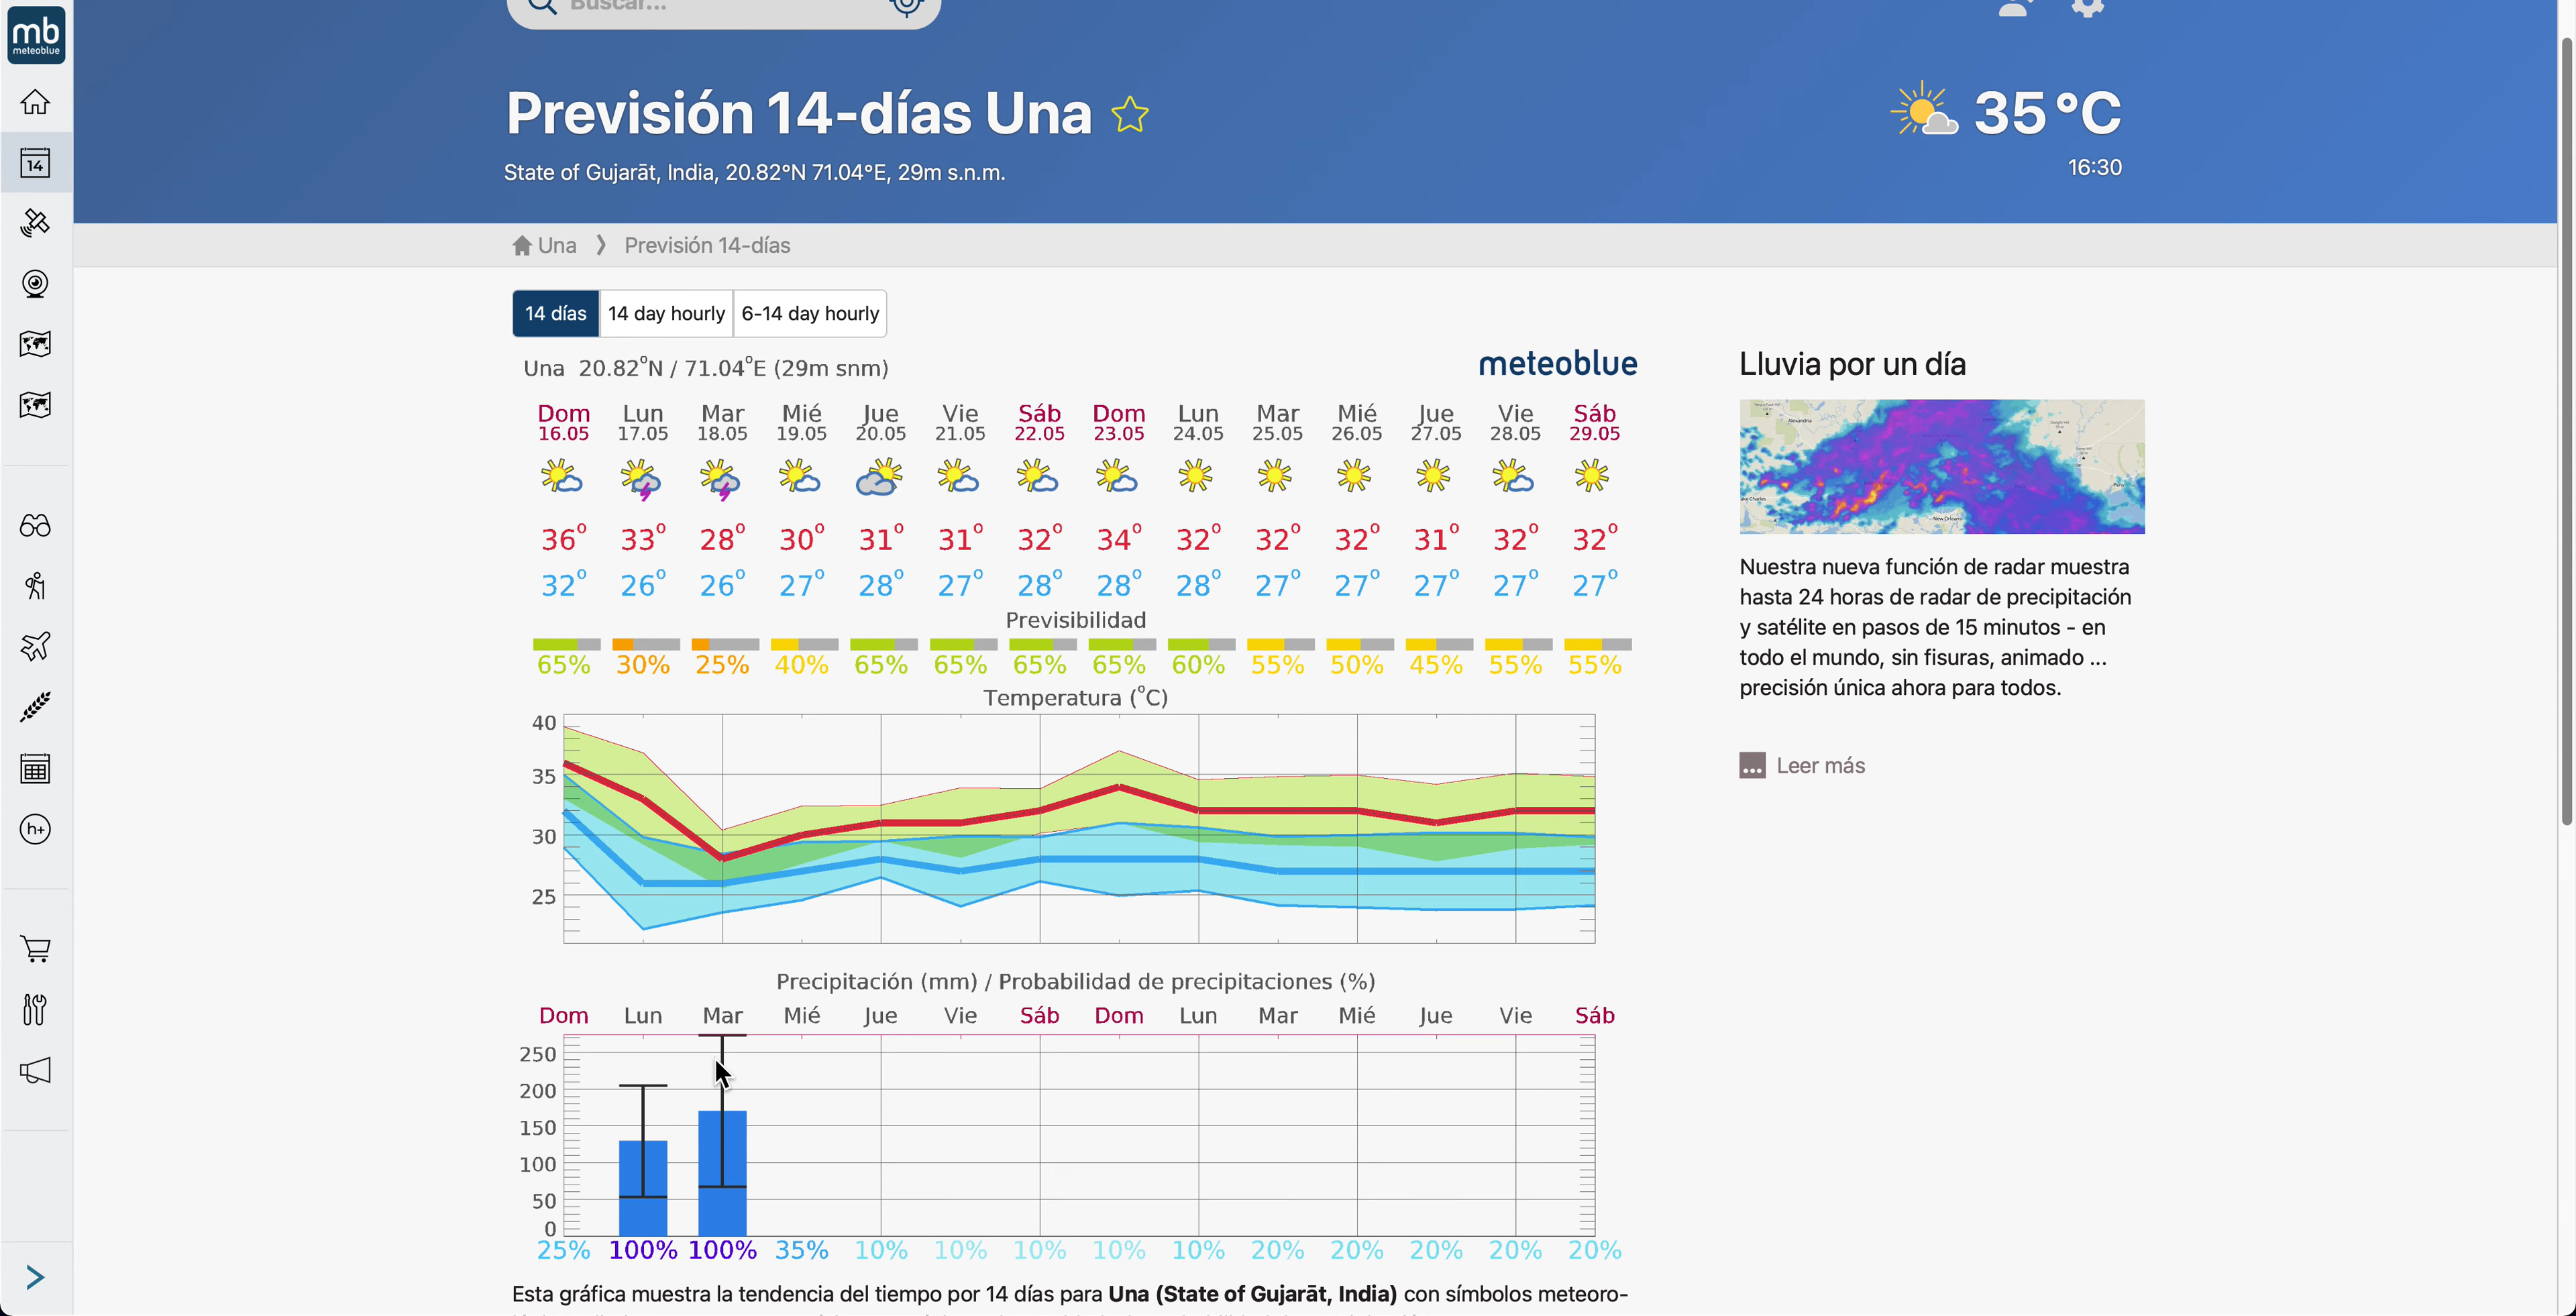 mb
meteoblue
Buscar...
Previsión 14-días Una
35 °C
State of Gujarāt, India, 20.82°N 71.04°E, 29m s.n.m.
16:30
14
Una ❯ Previsión 14-días
14 días 14 day hourly 6-14 day hourly
Una 20.82°N / 71.04°E (29m snm)
meteoblue
Dom Lun Mar Mié Jue Vie Sáb Dom Lun Mar Mié Jue Vie Sáb
16.05 17.05 18.05 19.05 20.05 21.05 22.05 23.05 24.05 25.05 26.05 27.05 28.05 29.05
36° 33° 28° 30° 31° 31° 32° 34° 32° 32° 32° 31° 32° 32°
32° 26° 26° 27° 28° 27° 28° 28° 28° 27° 27° 27° 27° 27°
Previsibilidad
65% 30% 25% 40% 65% 65% 65% 65% 60% 55% 50% 45% 55% 55%
Temperatura (°C)
40
35
30
25
Precipitación (mm) / Probabilidad de precipitaciones (%)
Dom Lun Mar Mié Jue Vie Sáb Dom Lun Mar Mié Jue Vie Sáb
250
200
150
100
50
0
25% 100% 100% 35% 10% 10% 10% 10% 10% 20% 20% 20% 20% 20%
Esta gráfica muestra la tendencia del tiempo por 14 días para Una (State of Gujarāt, India) con símbolos meteoro-
Lluvia por un día
Alexandria
New Orleans
Nuestra nueva función de radar muestra
hasta 24 horas de radar de precipitación
y satélite en pasos de 15 minutos - en
todo el mundo, sin fisuras, animado ...
precisión única ahora para todos.
... Leer más
h+